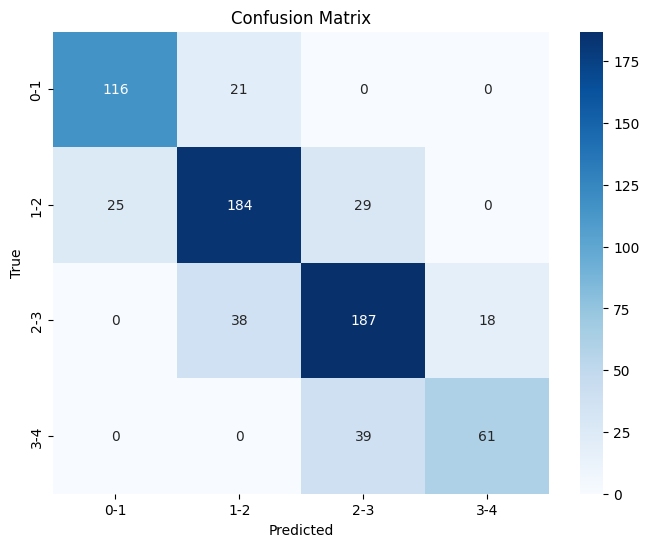 Confusion Matrix
True
0-1 116 21 0 0
1-2 25 184 29 0
2-3 0 38 187 18
3-4 0 0 39 61
0-1 1-2 2-3 3-4
Predicted
175
150
125
100
75
50
25
0